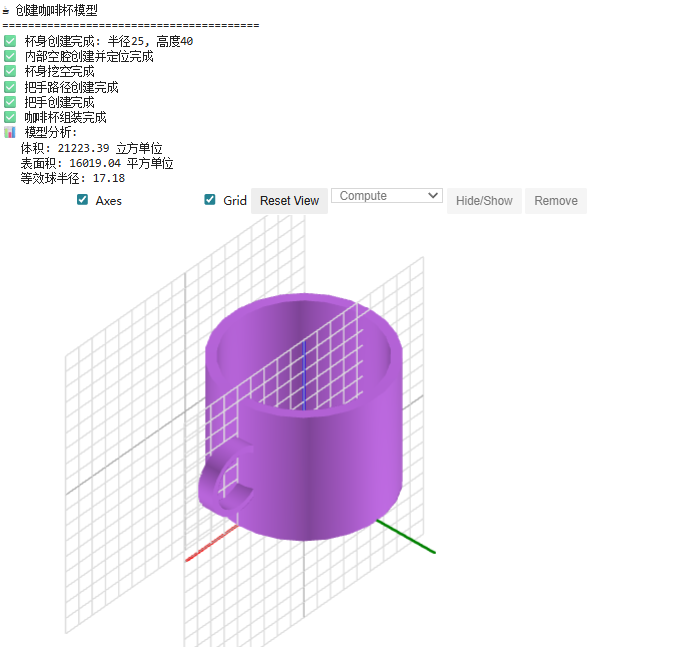 ☕ 创建咖啡杯模型
========================================
✅ 杯身创建完成: 半径25, 高度40
✅ 内部空腔创建并定位完成
✅ 杯身挖空完成
✅ 把手路径创建完成
✅ 把手创建完成
✅ 咖啡杯组装完成
📊 模型分析:
体积: 21223.39 立方单位
表面积: 16019.04 平方单位
等效球半径: 17.18
Axes Grid Reset View Compute Hide/Show Remove